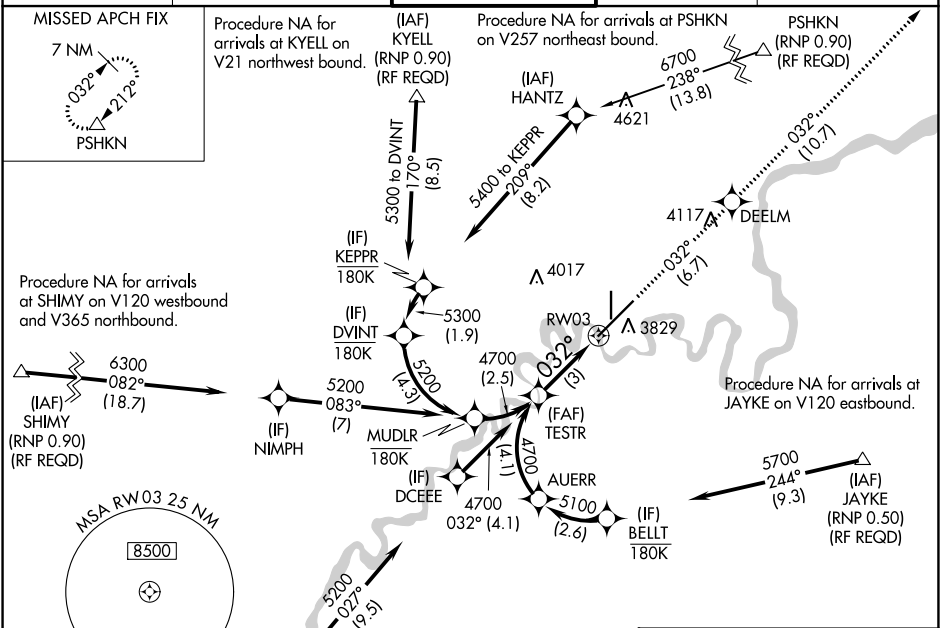 MISSED APCH FIX
7 NM
032°
212°
PSHKN
Procedure NA for
arrivals at KYELL on
V21 northwest bound.
(IAF)
KYELL
(RNP 0.90)
(RF REQD)
Procedure NA for arrivals at PSHKN
on V257 northeast bound.
PSHKN
(RNP 0.90)
(RF REQD)
6700
238°
(13.8)
(IAF)
HANTZ
4621
5300 to DVINT
170°
(8.5)
5400 to KEPPR
209°
(8.2)
032°
(10.7)
4117
DEELM
032°
(6.7)
(IF)
KEPPR
180K
4017
Procedure NA for arrivals
at SHIMY on V120 westbound
and V365 northbound.
5300
(1.9)
(IF)
DVINT
180K
RW03
3829
032°
(3)
4700
(2.5)
5200
(4.3)
6300
082°
(18.7)
(IAF)
SHIMY
(RNP 0.90)
(RF REQD)
5200
083°
(7)
(IF)
NIMPH
MUDLR
180K
(FAF)
TESTR
Procedure NA for arrivals at
JAYKE on V120 eastbound.
4700
(4.1)
(IF)
DCEEE
4700
032° (4.1)
AUERR
5100
(2.6)
(IF)
BELLT
180K
5700
244°
(9.3)
(IAF)
JAYKE
(RNP 0.50)
(RF REQD)
MSA RW03 25 NM
8500
5200
027°
(9.5)